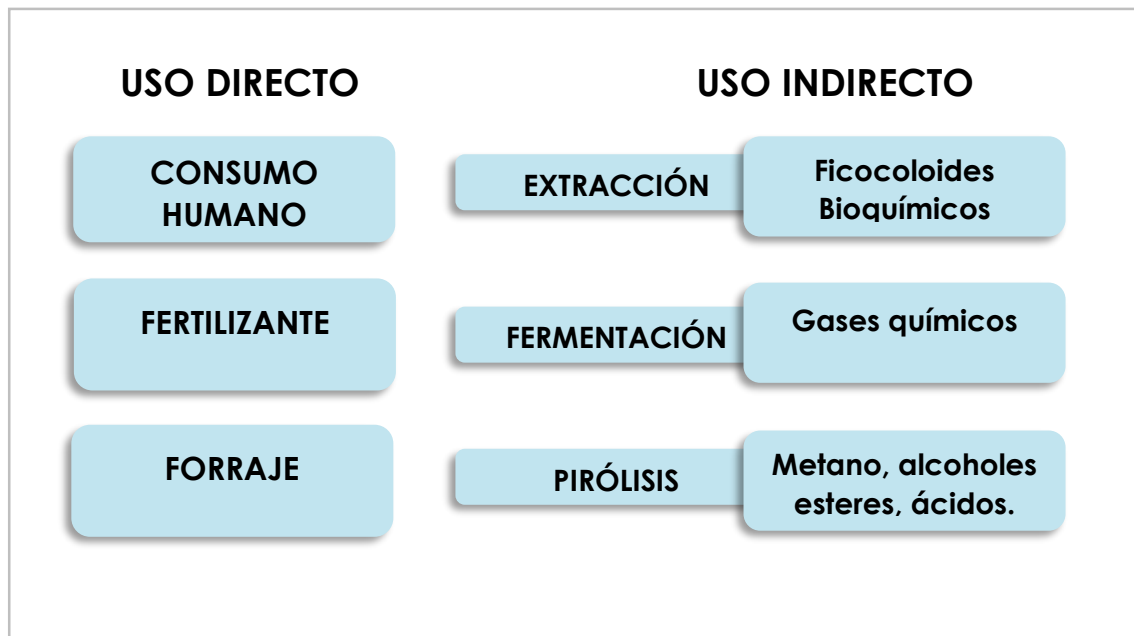 USO DIRECTO
USO INDIRECTO
CONSUMO
HUMANO
EXTRACCIÓN
Ficocoloides
Bioquímicos
FERTILIZANTE
FERMENTACIÓN
Gases químicos
FORRAJE
PIRÓLISIS
Metano, alcoholes
esteres, ácidos.